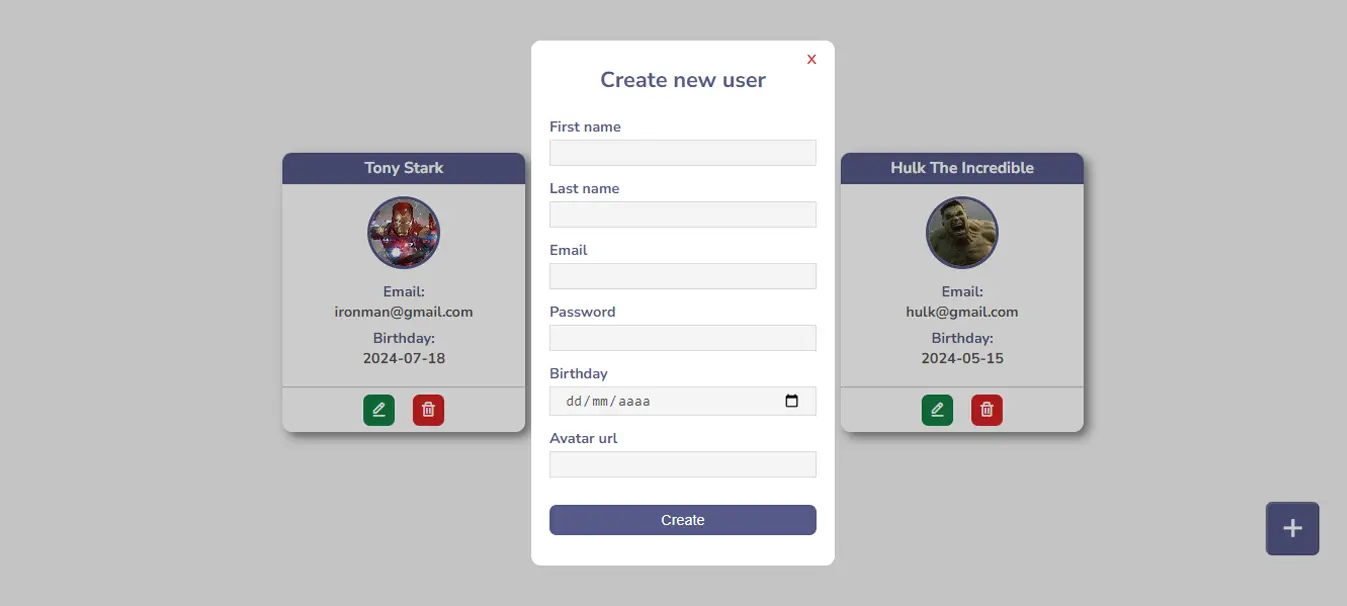 X
Create new user
First name
Last name
Email
Password
Birthday
dd/mm/aaaa
Avatar url
Create
Tony Stark
Email:
ironman@gmail.com
Birthday:
2024-07-18
Hulk The Incredible
Email:
hulk@gmail.com
Birthday:
2024-05-15
+